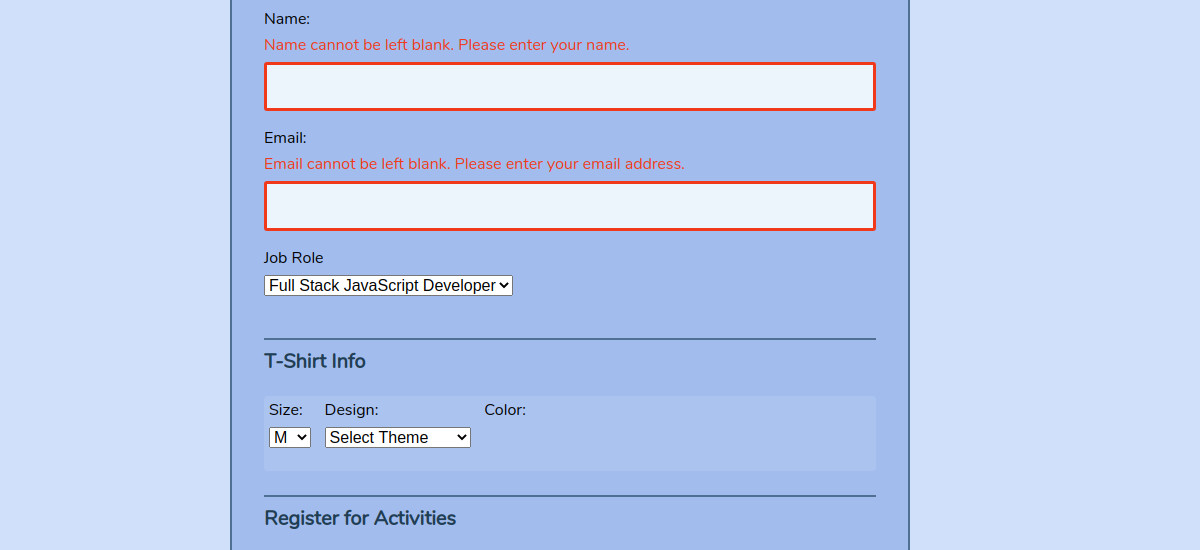 Name:
Name cannot be left blank. Please enter your name.
Email:
Email cannot be left blank. Please enter your email address.
Job Role
Full Stack JavaScript Developer
T-Shirt Info
Size: Design: Color:
M Select Theme
Register for Activities